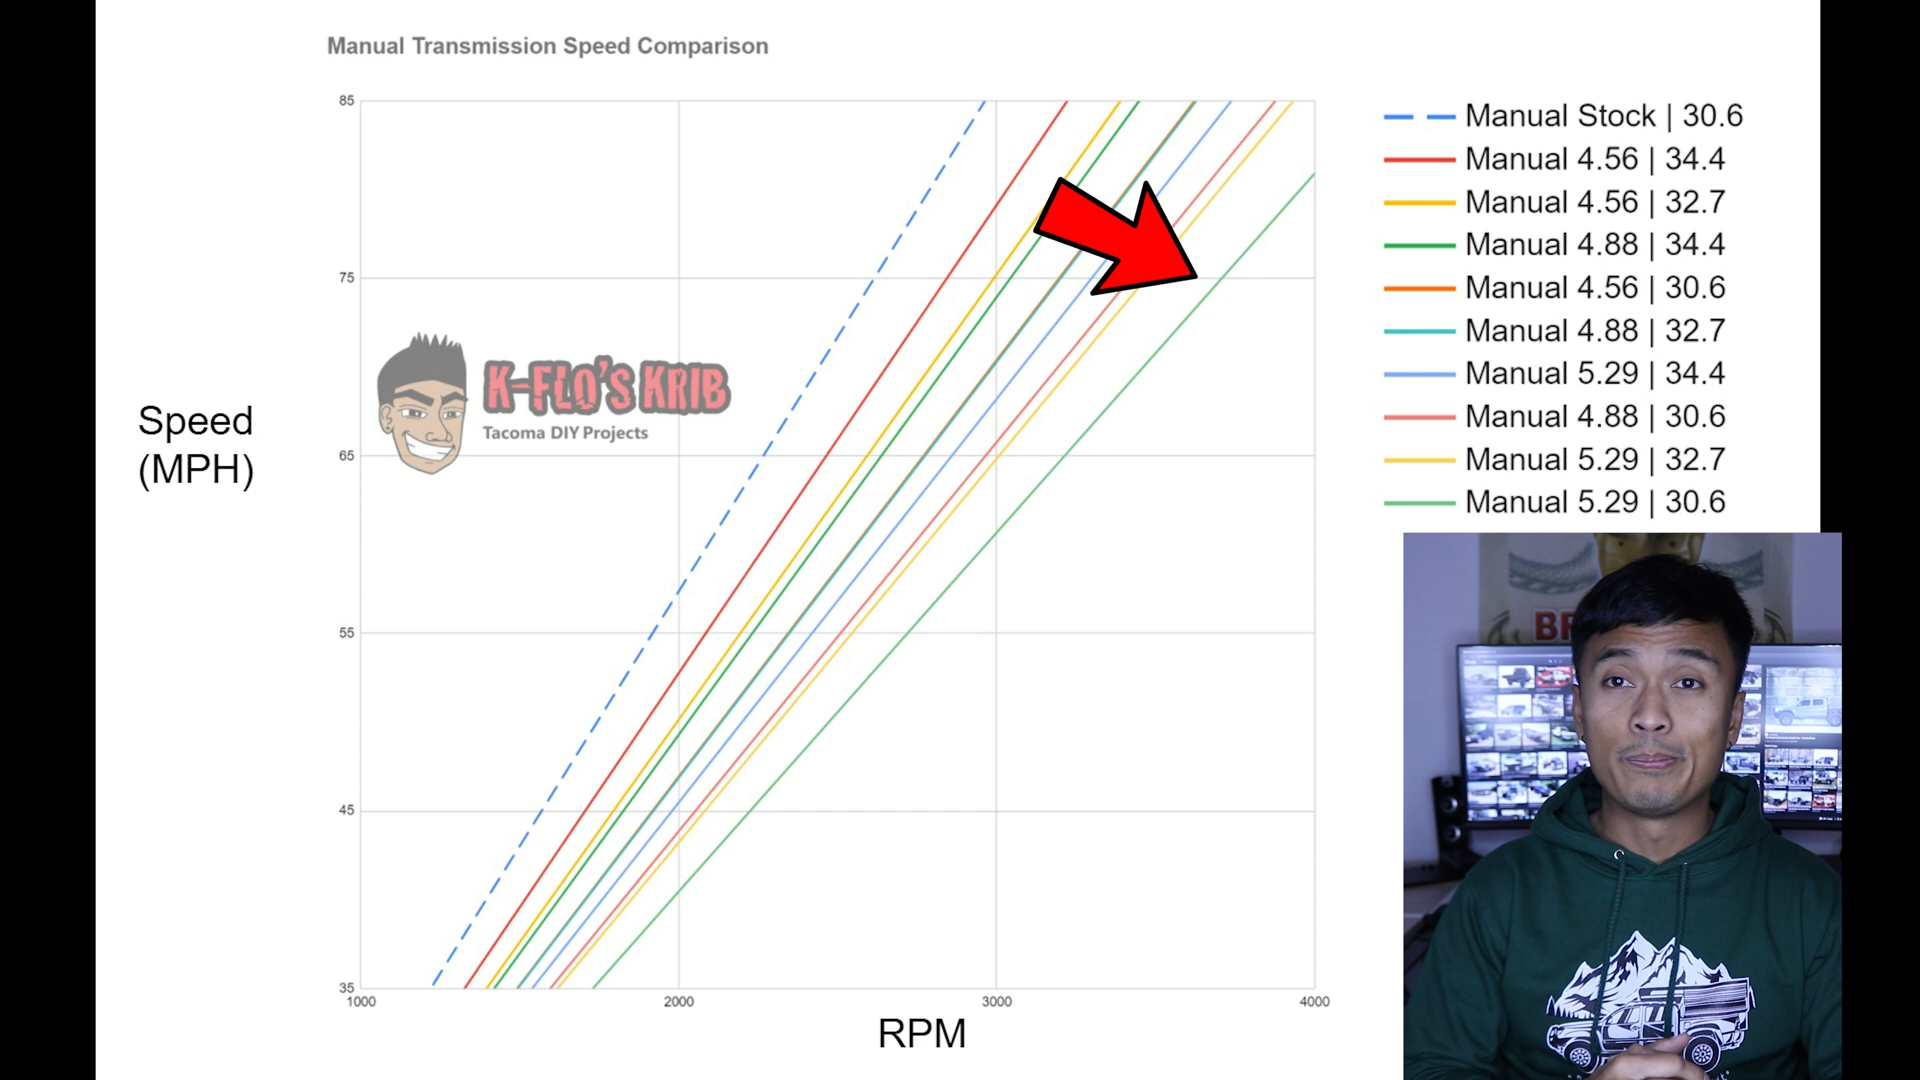 Manual Transmission Speed Comparison
85
75
65
55
45
35
1000
2000
3000
4000
Speed
(MPH)
RPM
K-FLO'S KRIB
Tacoma DIY Projects
Manual Stock | 30.6
Manual 4.56 | 34.4
Manual 4.56 | 32.7
Manual 4.88 | 34.4
Manual 4.56 | 30.6
Manual 4.88 | 32.7
Manual 5.29 | 34.4
Manual 4.88 | 30.6
Manual 5.29 | 32.7
Manual 5.29 | 30.6